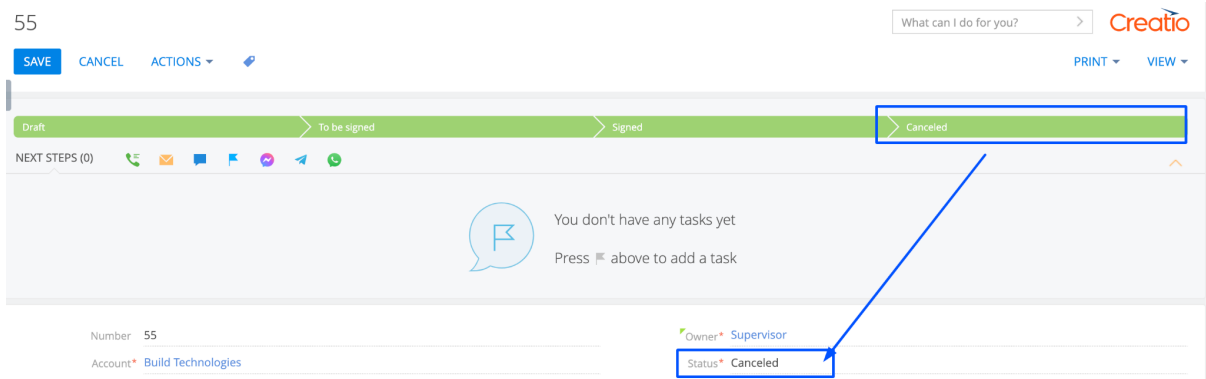 55
What can I do for you?
Creatio
SAVE CANCEL ACTIONS PRINT VIEW
Draft To be signed Signed Canceled
NEXT STEPS (0)
You don't have any tasks yet
Press above to add a task
Number 55 Owner* Supervisor
Account* Build Technologies Status* Canceled